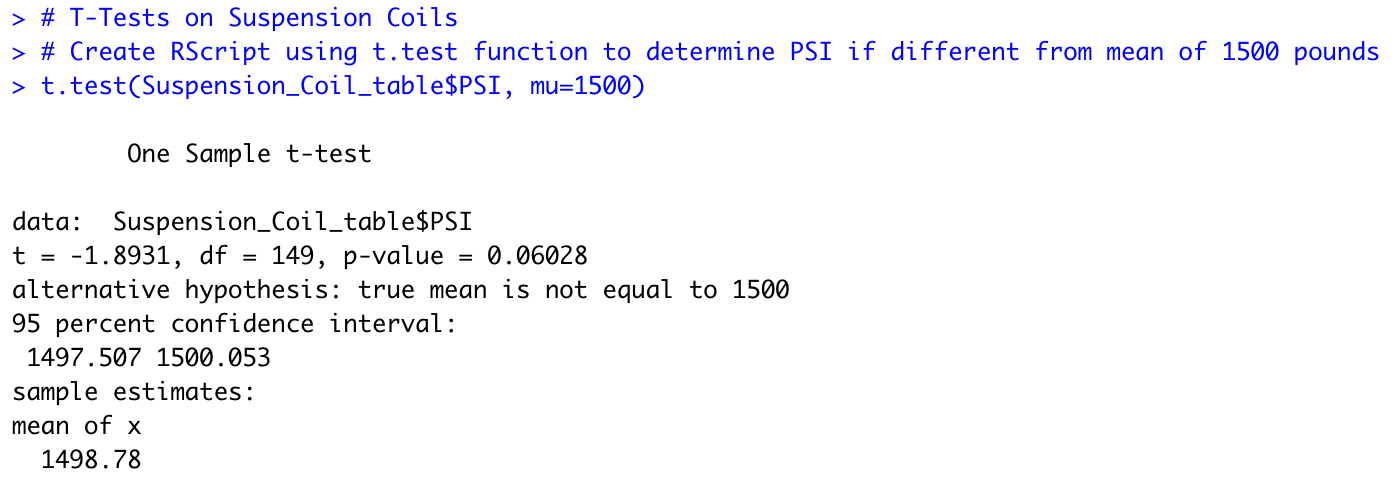 > # T-Tests on Suspension Coils
> # Create RScript using t.test function to determine PSI if different from mean of 1500 pounds
> t.test(Suspension_Coil_table$PSI, mu=1500)
One Sample t-test
data:  Suspension_Coil_table$PSI
t = -1.8931, df = 149, p-value = 0.06028
alternative hypothesis: true mean is not equal to 1500
95 percent confidence interval:
1497.507 1500.053
sample estimates:
mean of x
1498.78